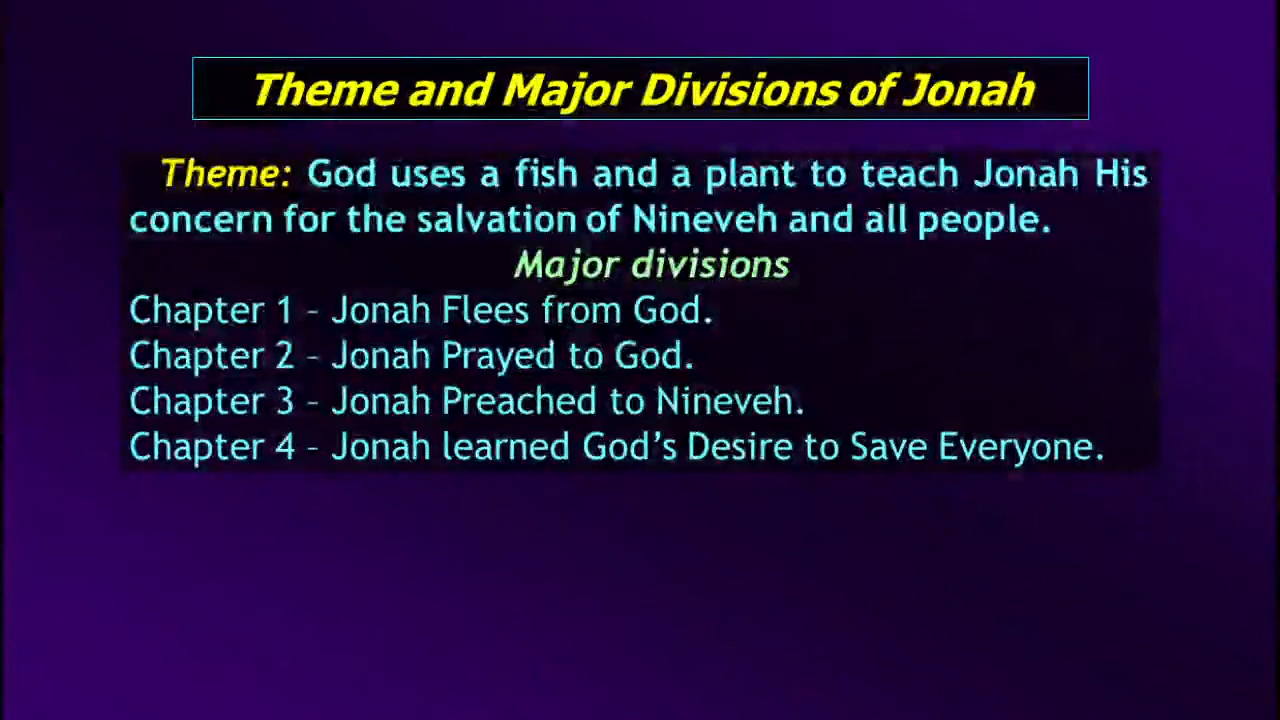 Theme and Major Divisions of Jonah
Theme: God uses a fish and a plant to teach Jonah His
concern for the salvation of Nineveh and all people.
Major divisions
Chapter 1 – Jonah Flees from God.
Chapter 2 – Jonah Prayed to God.
Chapter 3 – Jonah Preached to Nineveh.
Chapter 4 – Jonah learned God’s Desire to Save Everyone.